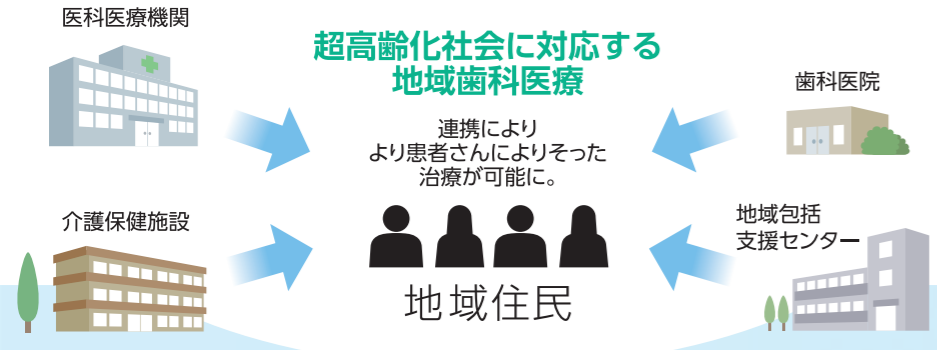 医科医療機関
超高齢化社会に対応する
地域歯科医療
歯科医院
連携により
より患者さんによりそった
治療が可能に。
介護保健施設
地域包括
支援センター
地域住民